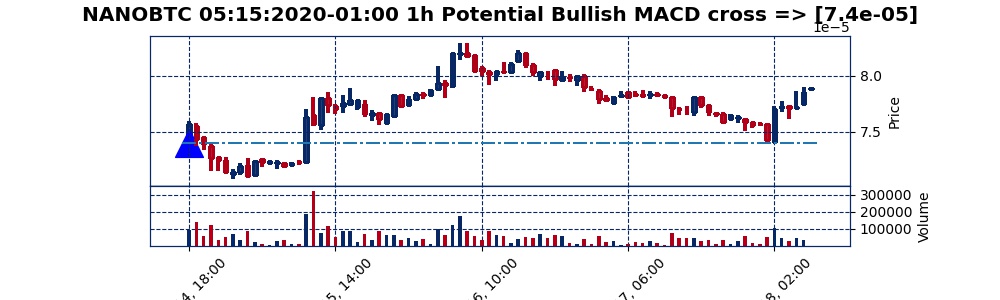 NANOBTC 05:15:2020-01:00 1h Potential Bullish MACD cross => [7.4e-05]
1e−5
8.0
7.5
Price
300000
200000
100000
Volume
4, 18:00
5, 14:00
6, 10:00
7, 06:00
8, 02:00